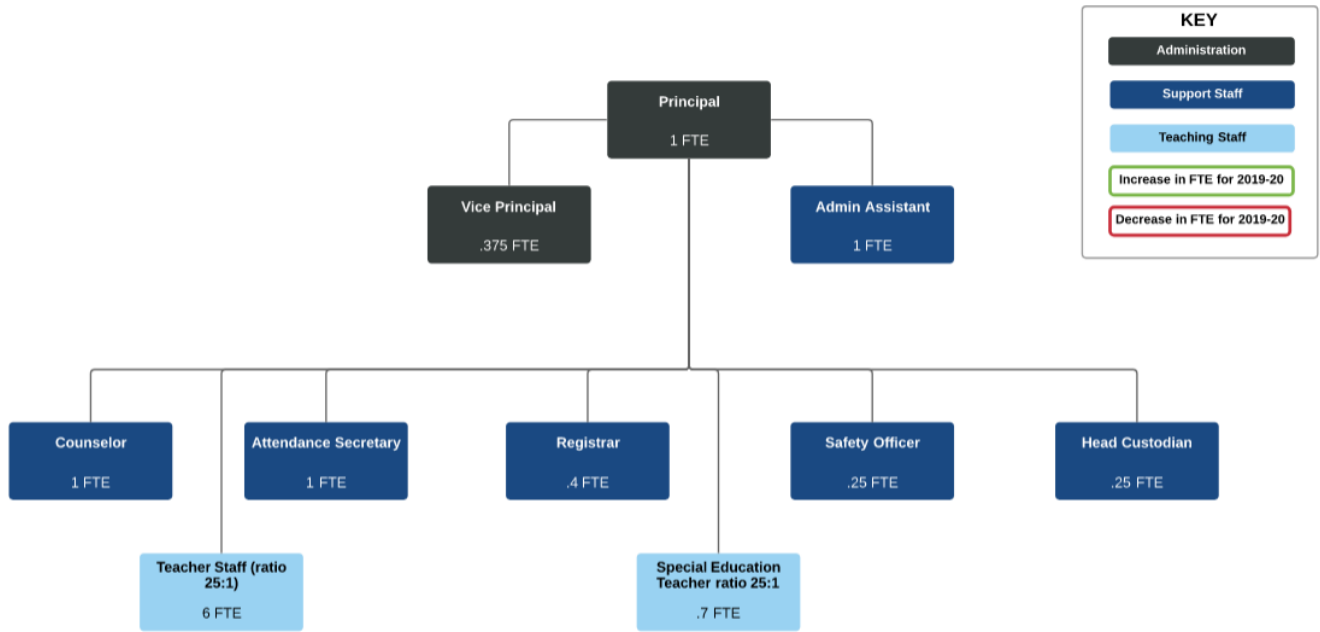 KEY
Administration
Support Staff
Teaching Staff
Increase in FTE for 2019-20
Decrease in FTE for 2019-20
Principal
1 FTE
Vice Principal
.375 FTE
Admin Assistant
1 FTE
Counselor
1 FTE
Attendance Secretary
1 FTE
Registrar
.4 FTE
Safety Officer
.25 FTE
Head Custodian
.25 FTE
Teacher Staff (ratio
25:1)
6 FTE
Special Education
Teacher ratio 25:1
.7 FTE